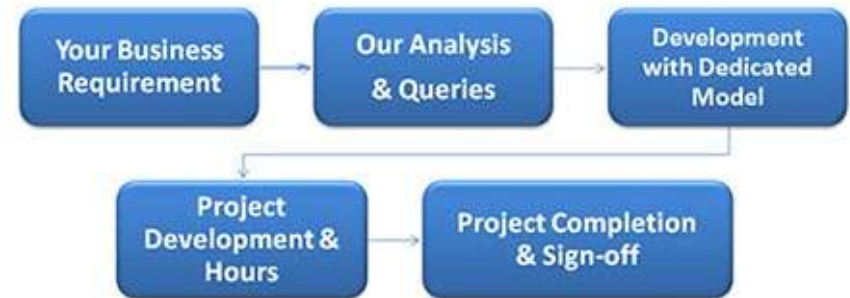 Your Business
Requirement
Our Analysis
& Queries
Development
with Dedicated
Model
Project
Development &
Hours
Project Completion
& Sign-off